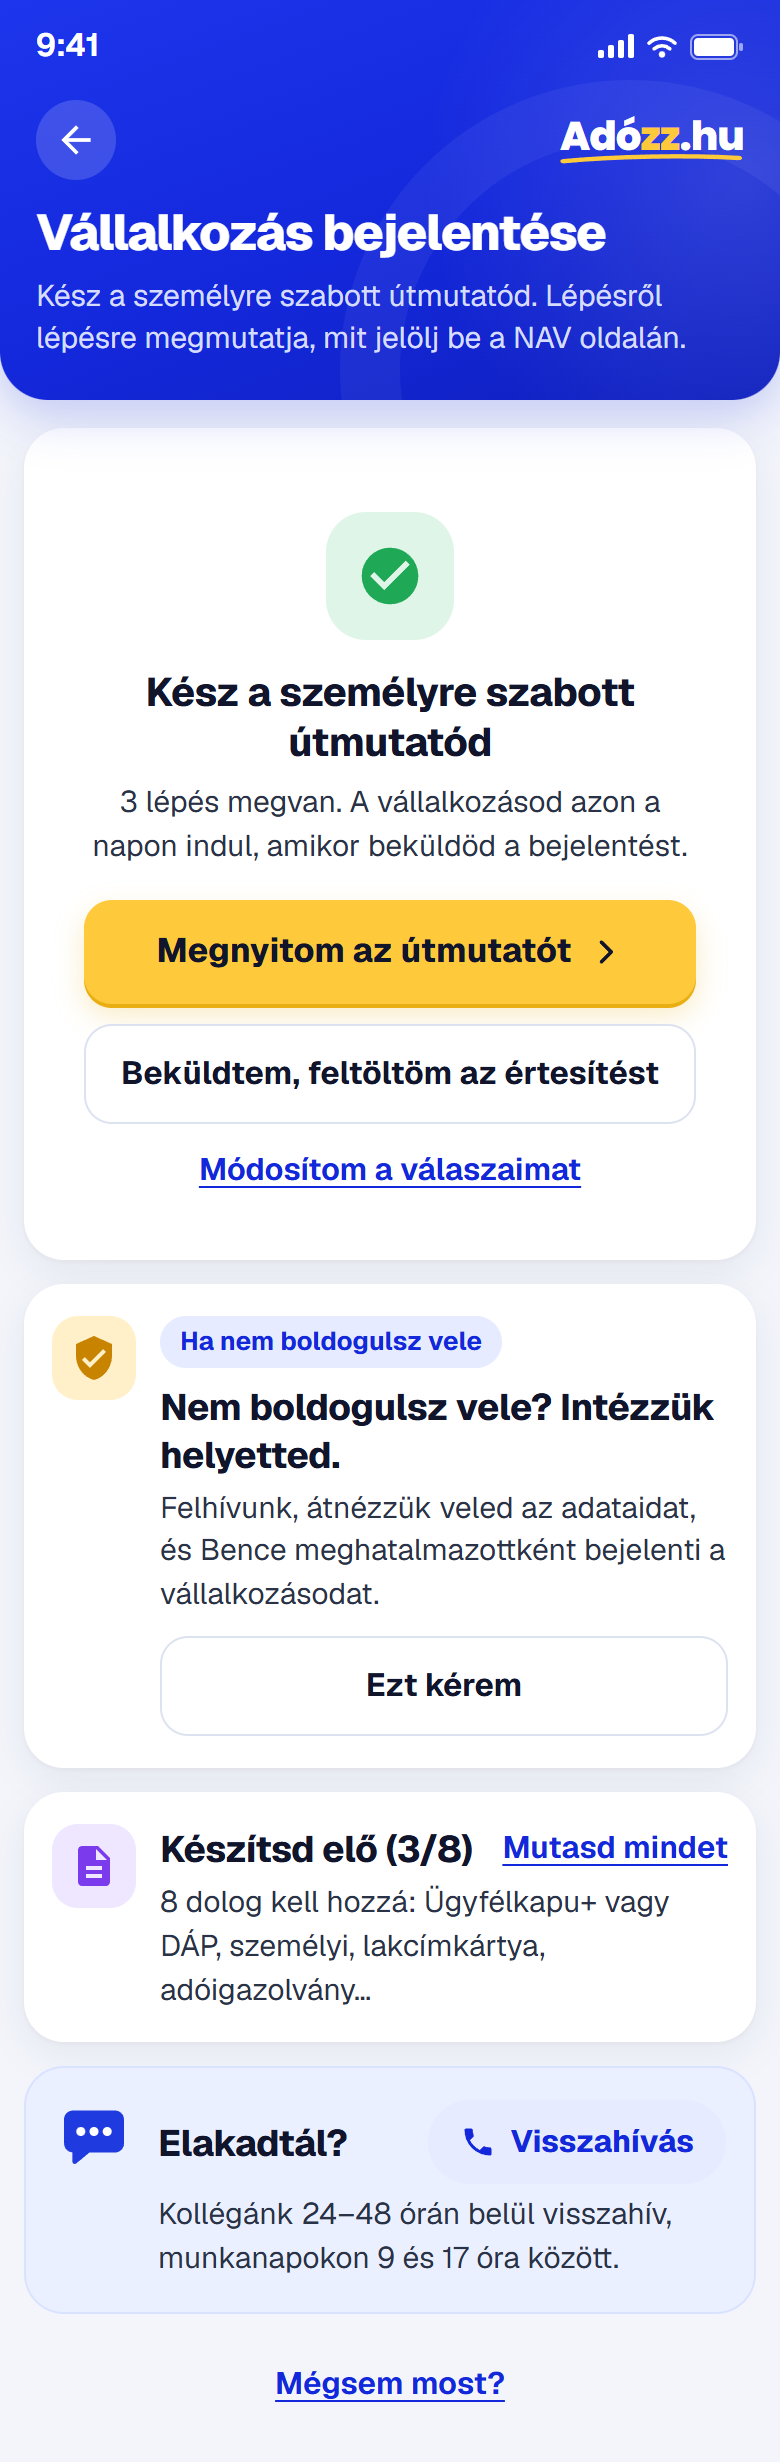 9:41
Adózz.hu
Vállalkozás bejelentése
Kész a személyre szabott útmutatód. Lépésről
lépésre megmutatja, mit jelölj be a NAV oldalán.
Kész a személyre szabott
útmutatód
3 lépés megvan. A vállalkozásod azon a
napon indul, amikor beküldöd a bejelentést.
Megnyitom az útmutatót
Beküldtem, feltöltöm az értesítést
Módosítom a válaszaimat
Ha nem boldogulsz vele
Nem boldogulsz vele? Intézzük
helyetted.
Felhívunk, átnézzük veled az adataidat,
és Bence meghatalmazottként bejelenti a
vállalkozásodat.
Ezt kérem
Készítsd elő (3/8) Mutasd mindet
8 dolog kell hozzá: Ügyfélkapu+ vagy
DÁP, személyi, lakcímkártya,
adóigazolvány...
Elakadtál? Visszahívás
Kollégánk 24–48 órán belül visszahív,
munkanapokon 9 és 17 óra között.
Mégsem most?